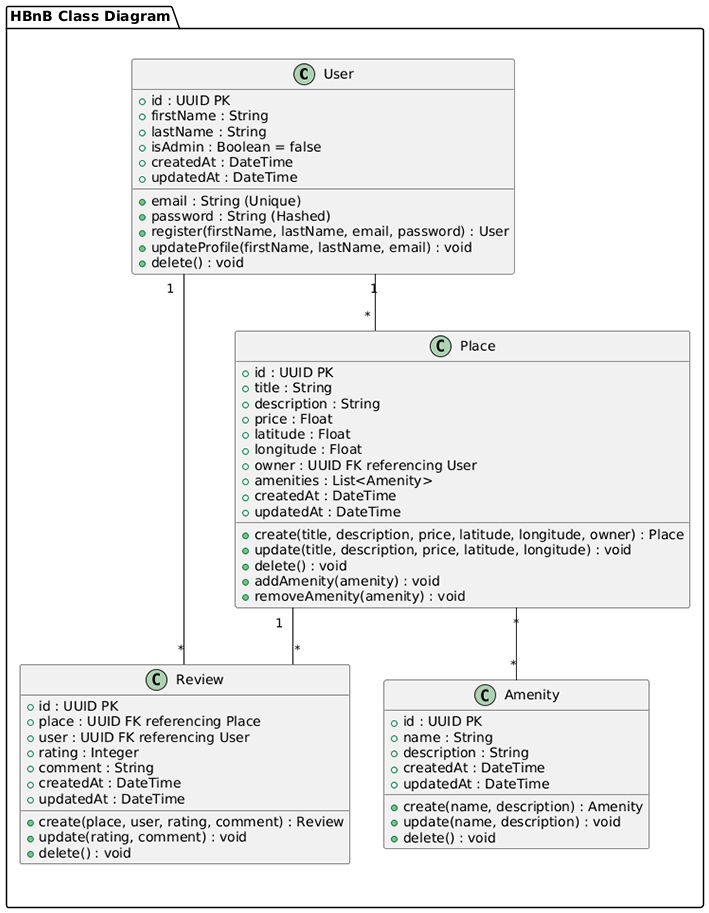 HBnB Class Diagram
C User
id : UUID PK
firstName : String
lastName : String
isAdmin : Boolean = false
createdAt : DateTime
updatedAt : DateTime
email : String (Unique)
password : String (Hashed)
register(firstName, lastName, email, password) : User
updateProfile(firstName, lastName, email) : void
delete() : void
1
1
*
C Place
id : UUID PK
title : String
description : String
price : Float
latitude : Float
longitude : Float
owner : UUID FK referencing User
amenities : List<Amenity>
createdAt : DateTime
updatedAt : DateTime
create(title, description, price, latitude, longitude, owner) : Place
update(title, description, price, latitude, longitude) : void
delete() : void
addAmenity(amenity) : void
removeAmenity(amenity) : void
1
*
*
*
*
C Review
id : UUID PK
place : UUID FK referencing Place
user : UUID FK referencing User
rating : Integer
comment : String
createdAt : DateTime
updatedAt : DateTime
create(place, user, rating, comment) : Review
update(rating, comment) : void
delete() : void
C Amenity
id : UUID PK
name : String
description : String
createdAt : DateTime
updatedAt : DateTime
create(name, description) : Amenity
update(name, description) : void
delete() : void